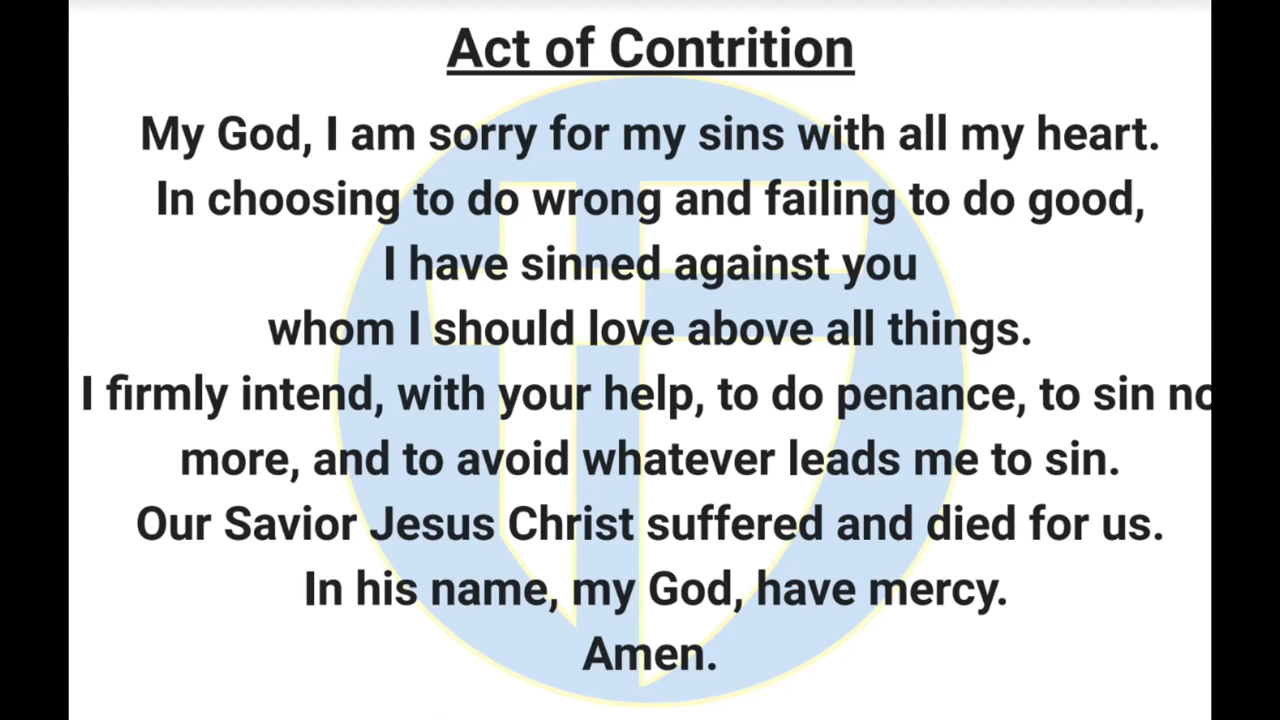 Act of Contrition
My God, I am sorry for my sins with all my heart.
In choosing to do wrong and failing to do good,
I have sinned against you
whom I should love above all things.
I firmly intend, with your help, to do penance, to sin no
more, and to avoid whatever leads me to sin.
Our Savior Jesus Christ suffered and died for us.
In his name, my God, have mercy.
Amen.